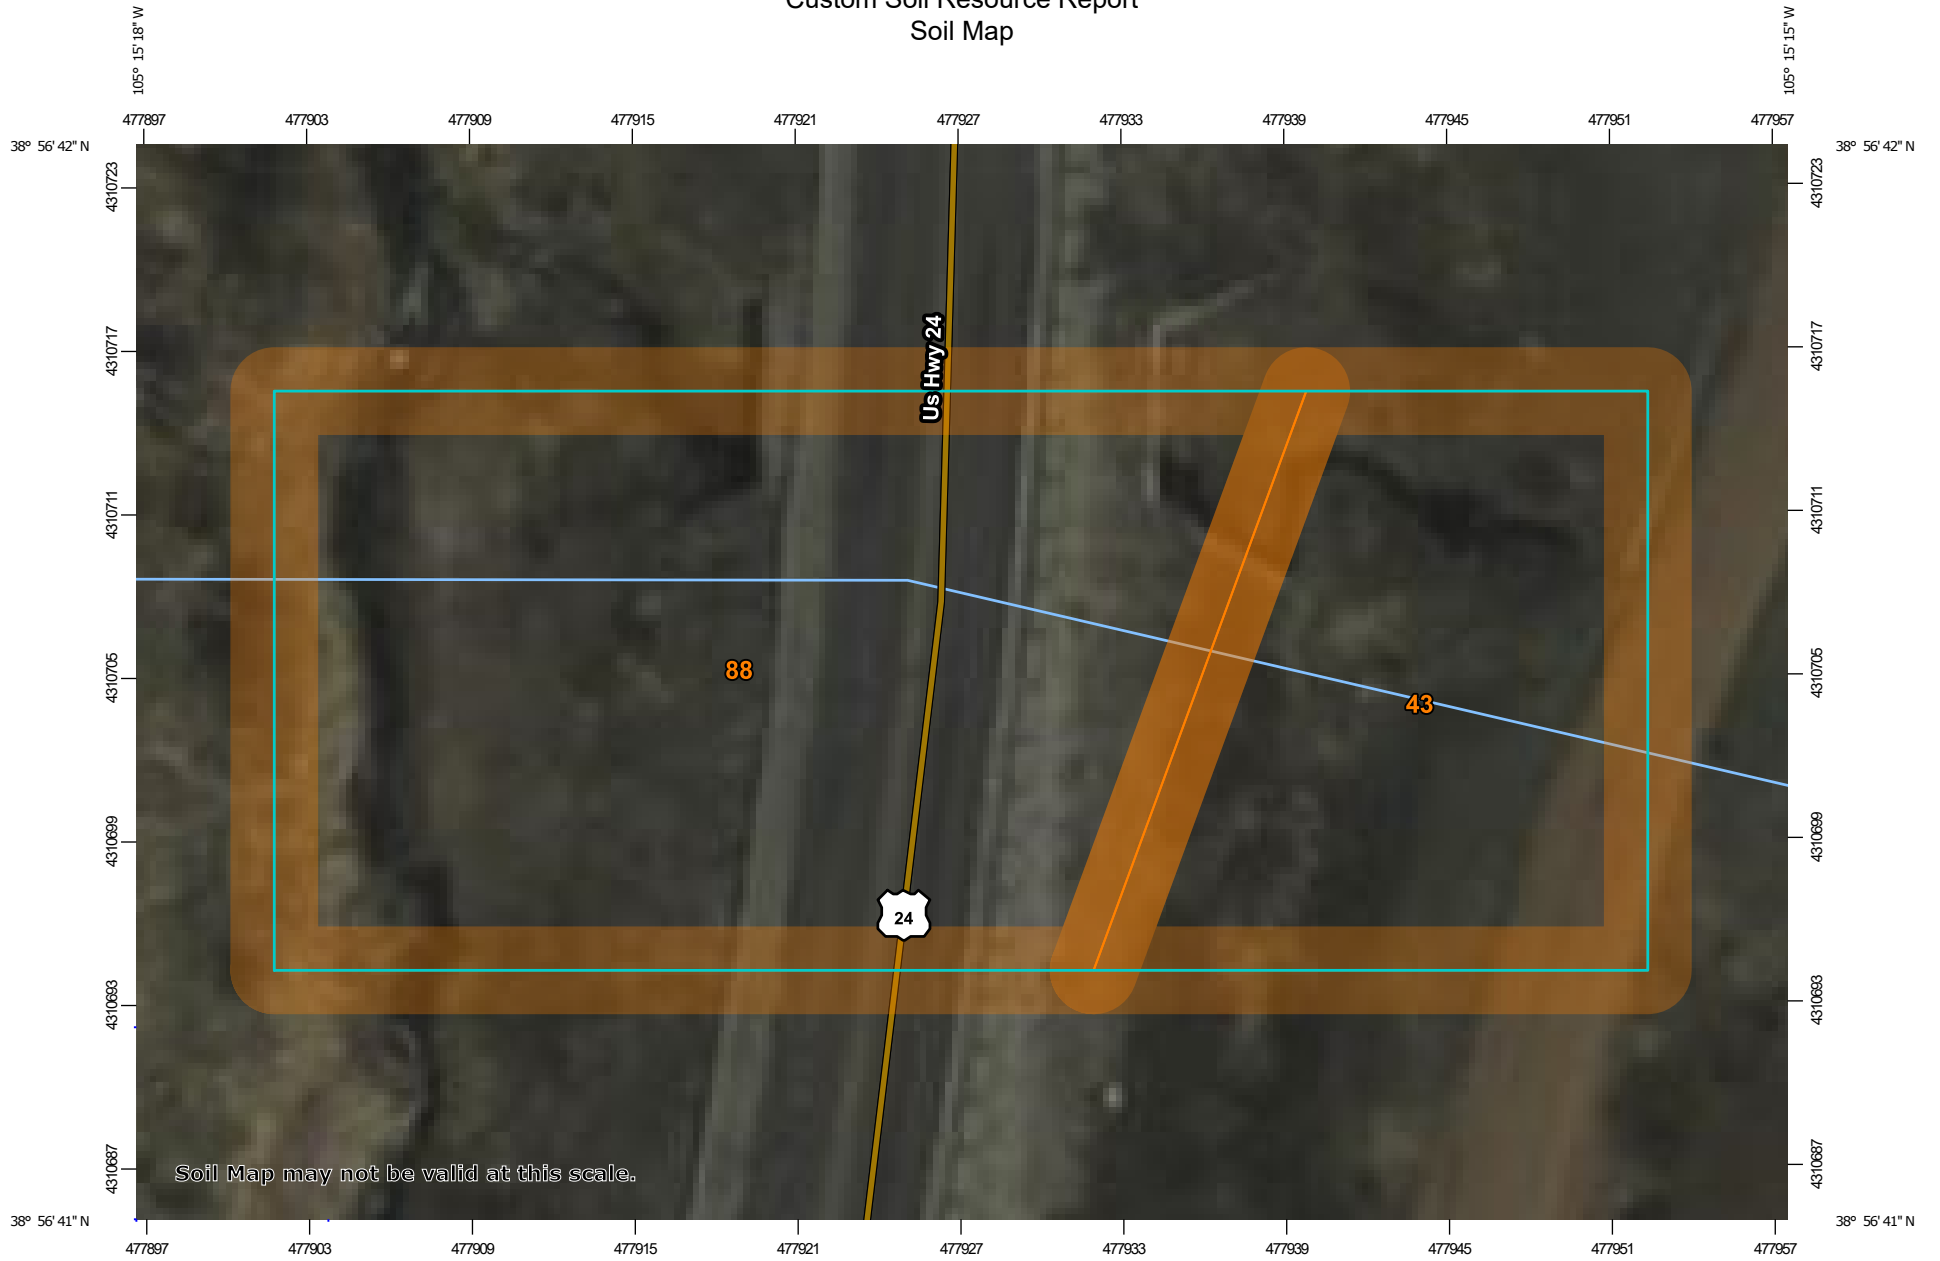 Custom Soil Resource Report
Soil Map
105° 15' 18" W
105° 15' 15" W
477897 477903 477909 477915 477921 477927 477933 477939 477945 477951 477957
38° 56' 42" N
38° 56' 42" N
4310723
4310723
4310717
4310717
Us Hwy 24
4310711
4310711
88
4310705
4310705
43
4310699
4310699
24
4310693
4310693
4310687
4310687
Soil Map may not be valid at this scale.
38° 56' 41" N
38° 56' 41" N
477897 477903 477909 477915 477921 477927 477933 477939 477945 477951 477957